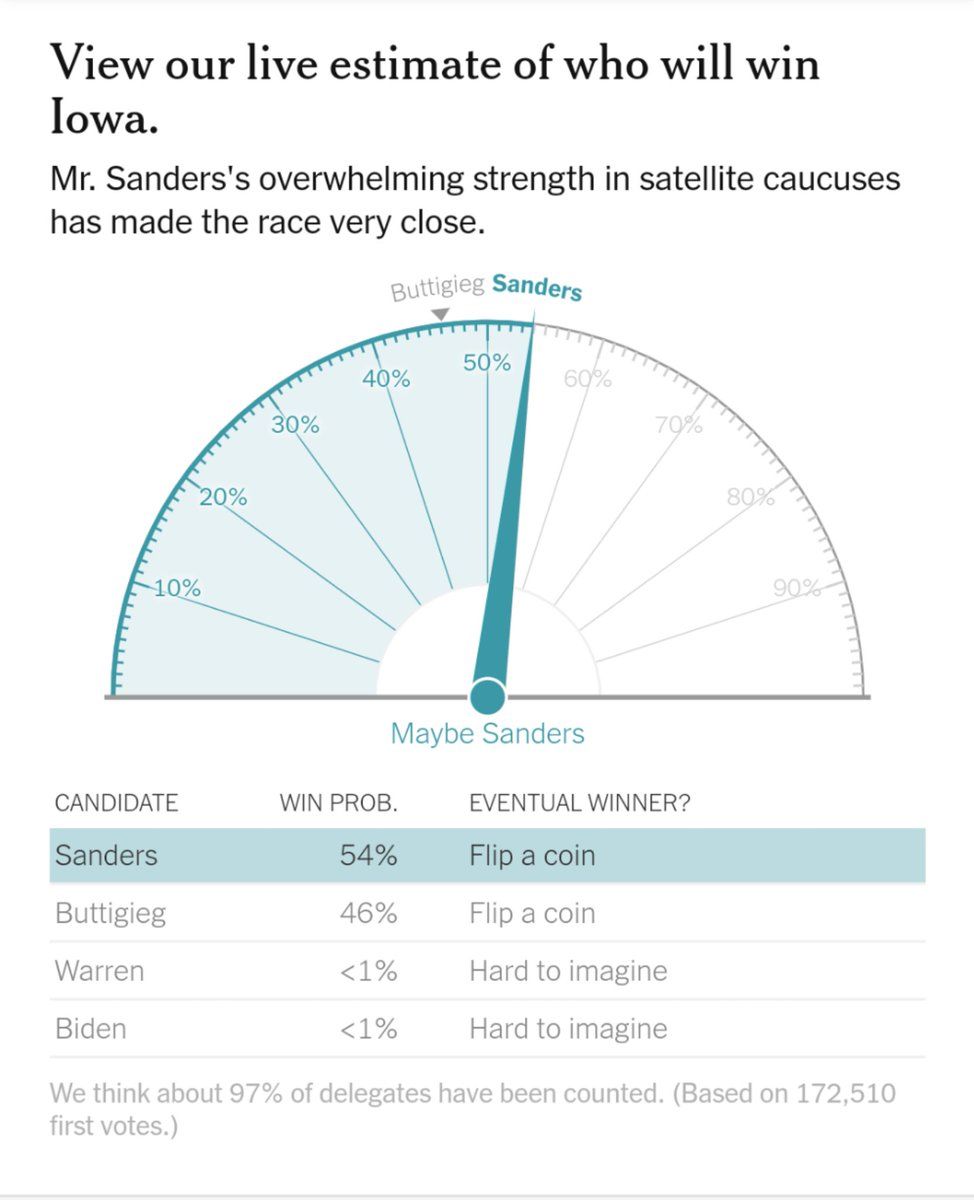 View our live estimate of who will win
Iowa.
Mr. Sanders's overwhelming strength in satellite caucuses
has made the race very close.
Buttigieg Sanders
50%
40% 60%
30% 70%
20% 80%
10% 90%
Maybe Sanders
CANDIDATE WIN PROB. EVENTUAL WINNER?
Sanders 54% Flip a coin
Buttigieg 46% Flip a coin
Warren <1% Hard to imagine
Biden <1% Hard to imagine
We think about 97% of delegates have been counted. (Based on 172,510
first votes.)